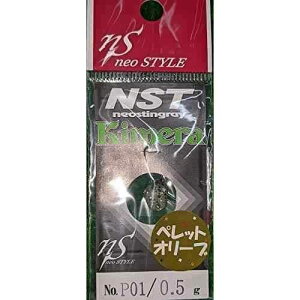 nS
neo STYLE
NST
neostingray
Kimera
ペレット
オリーブ
nS
neo STYLE
No. P01/0.5 g